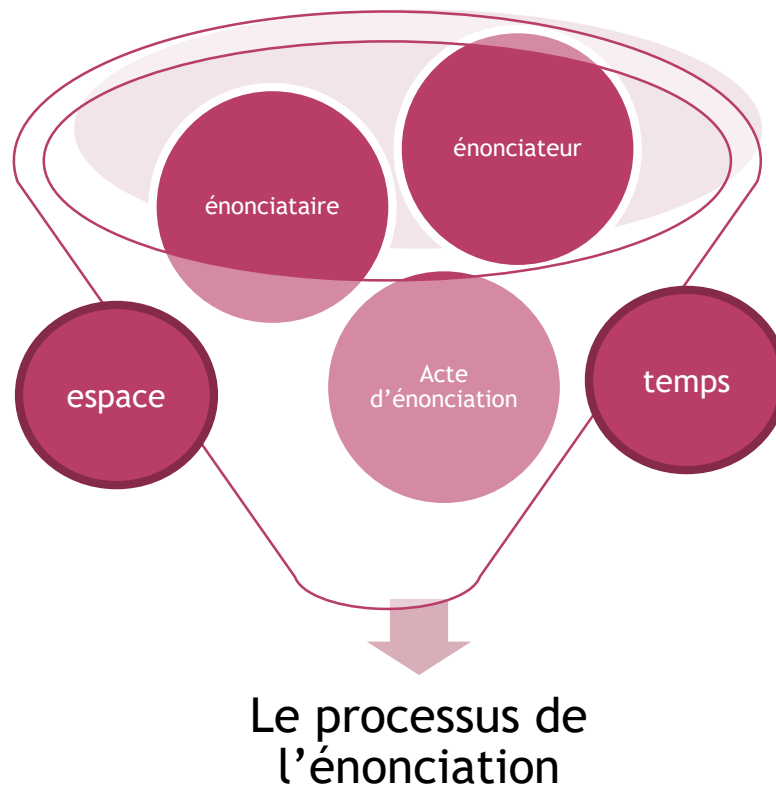 énonciateur
énonciataire
Acte
d’énonciation
espace
temps
Le processus de
l’énonciation